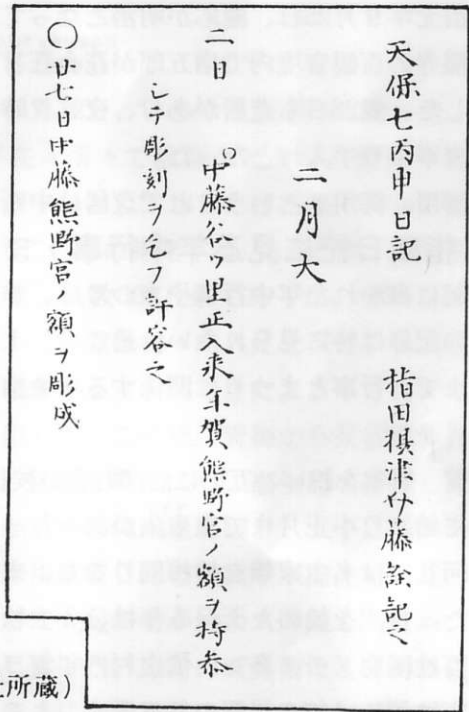 天保七丙申日記
指田摂津藤詮記之
二月大
二日
中藤谷ツ里正入来年賀熊野宮ノ額ヲ持参
シテ彫刻ヲ乞フ許容之
〇廿七日中藤熊野宮額ヲ彫成
所蔵)